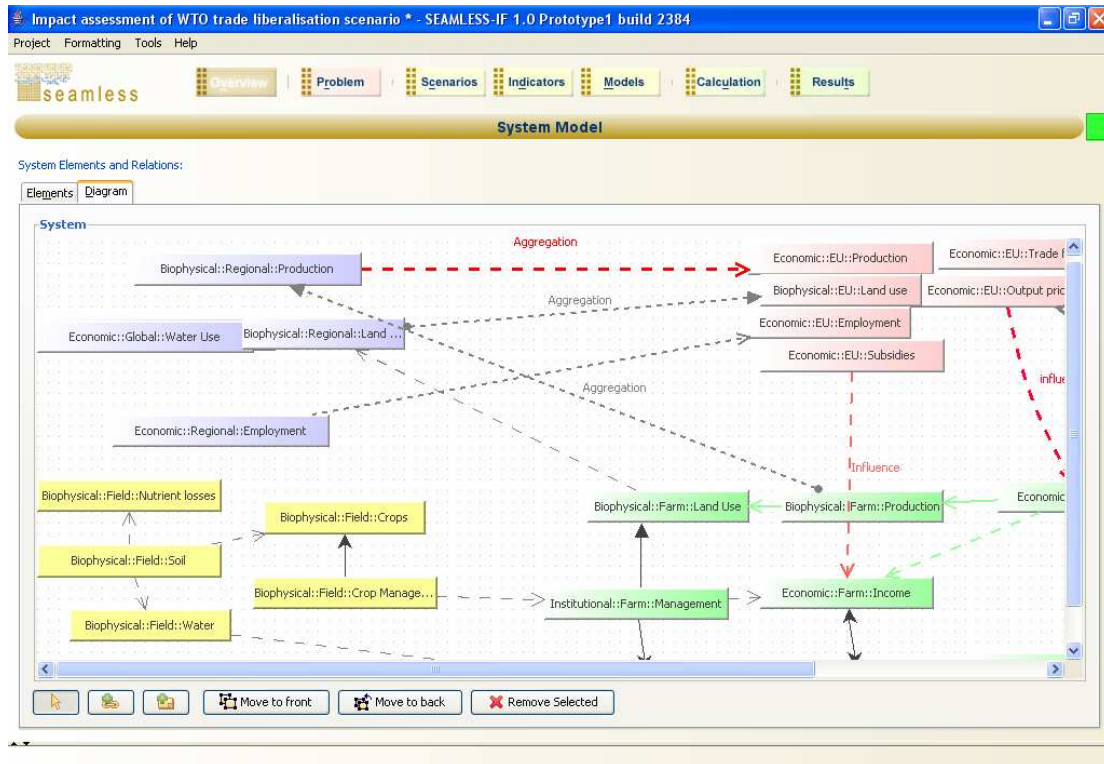 Impact assessment of WTO trade liberalisation scenario * - SEAMLESS-IF 1.0 Prototype1 build 2384
Project Formatting Tools Help
seamless
Overview Problem Scenarios Indicators Models Calculation Results
System Model
System Elements and Relations:
Elements Diagram
System
Aggregation
Biophysical::Regional::Production
Economic::EU::Production
Economic::EU::Trade f
Biophysical::EU::Land use
Economic::EU::Output pric
Aggregation
Economic::Global::Water Use
Biophysical::Regional::Land ...
Economic::EU::Employment
Economic::EU::Subsidies
Aggregation
influe
Economic::Regional::Employment
Influence
Biophysical::Field::Nutrient losses
Biophysical::Field::Crops
Biophysical::Farm::Land Use
Biophysical::Farm::Production
Economic
Biophysical::Field::Soil
Biophysical::Field::Crop Manage...
Institutional::Farm::Management
Economic::Farm::Income
Biophysical::Field::Water
Move to front Move to back Remove Selected